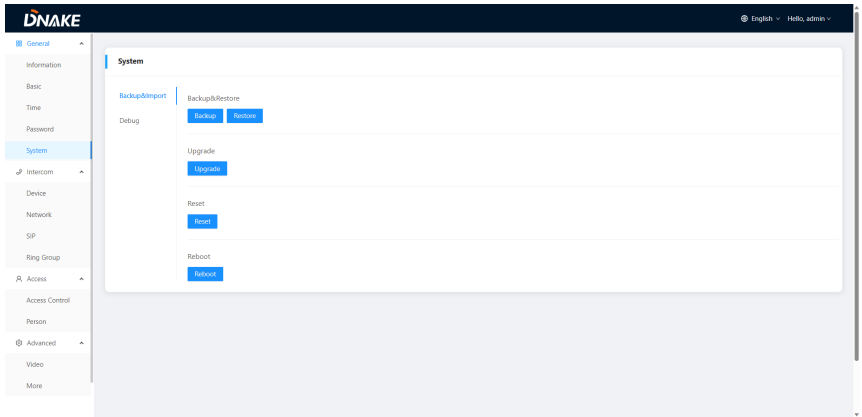 DNAKE
English
Hello, admin
General
Information
Basic
Time
Password
System
Intercom
Device
Network
SIP
Ring Group
Access
Access Control
Person
Advanced
Video
More
System
Backup&Import
Debug
Backup&Restore
Backup Restore
Upgrade
Upgrade
Reset
Reset
Reboot
Reboot